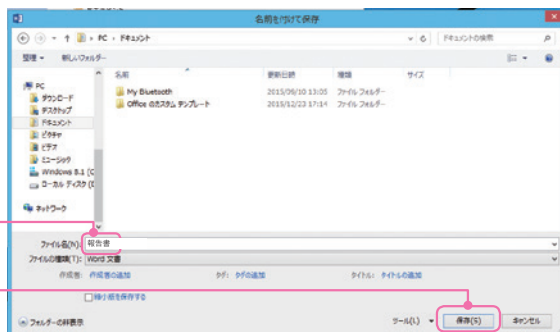 名前を付けて保存
PC ▸ ドキュメント
ドキュメントの検索
整理 ▾ 新しいフォルダー
名前 更新日時 種類 サイズ
PC
ダウンロード
デスクトップ
ドキュメント
ピクチャ
ビデオ
ミュージック
Windows 8.1 (C
ローカル ディスク (E
ネットワーク
My Bluetooth 2015/09/10 13:05 ファイル フォルダー
Office のカスタム テンプレート 2015/12/23 17:14 ファイル フォルダー
ファイル名(N): 報告書
ファイルの種類(T): Word 文書
作成者: 作成者の追加 タグ: タグの追加 タイトル: タイトルの追加
縮小版を保存する
フォルダーの非表示 ツール(L) ▾ 保存(S) キャンセル